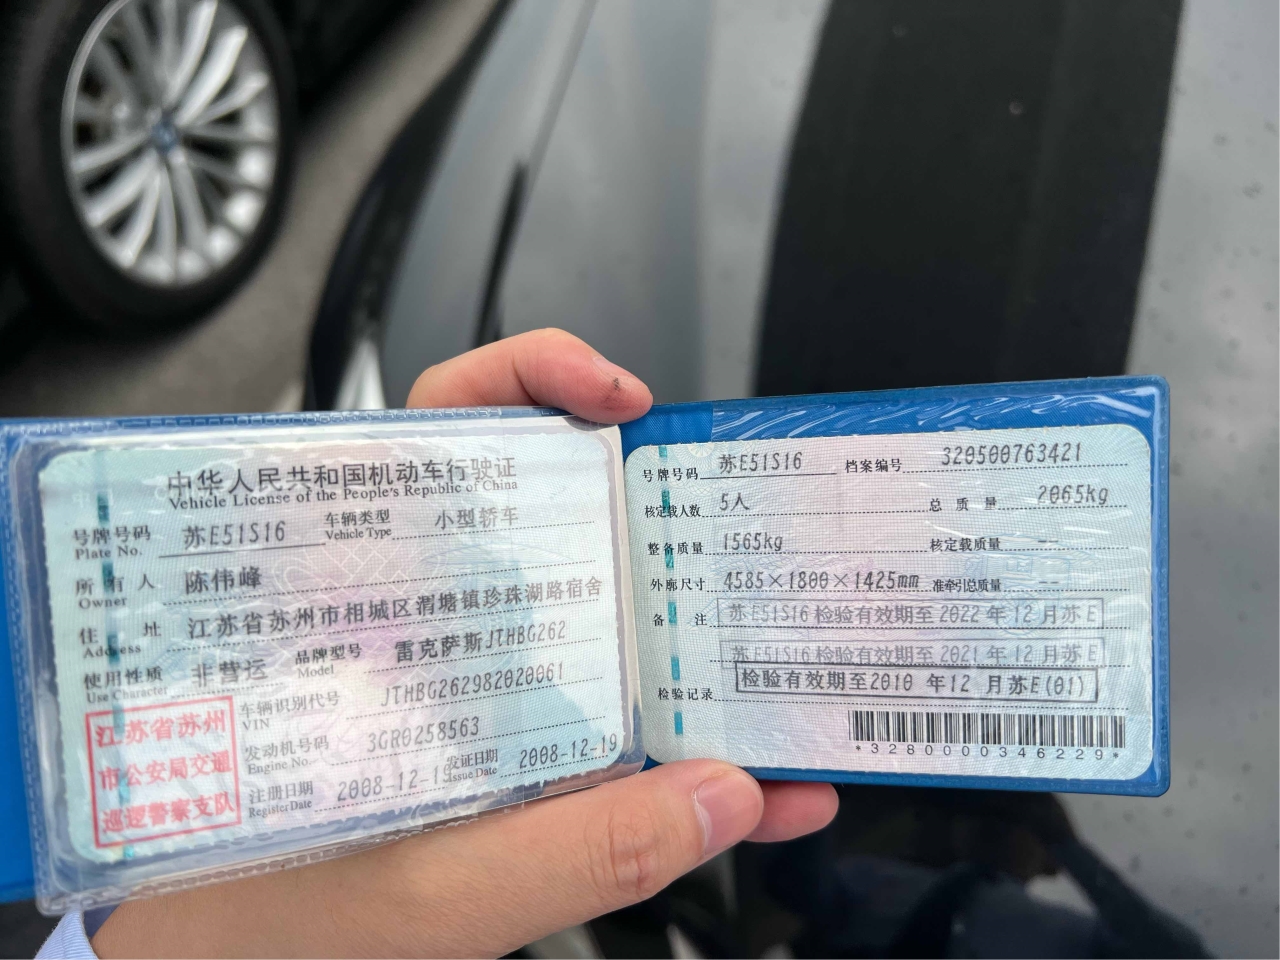 中华人民共和国机动车行驶证
Vehicle License of the People's Republic of China
号牌号码 苏E51S16 车辆类型 小型轿车
Plate No. Vehicle Type
所有人 陈伟峰
Owner
住址 江苏省苏州市相城区渭塘镇珍珠湖路宿舍
Address
使用性质 非营运 品牌型号 雷克萨斯JTHBG262
Use Character Model
江苏省苏州
市公安局交通
巡逻警察支队
车辆识别代号 JTHBG262982020061
VIN
发动机号码 3GR0258563
Engine No.
注册日期 2008-12-19 发证日期 2008-12-19
Register Date Issue Date
号牌号码 苏E51S16 档案编号 320500763421
核定载人数 5人 总质量 2065kg
整备质量 1565kg 核定载质量 --
外廓尺寸 4585×1800×1425mm 准牵引总质量 --
备注 苏E51S16检验有效期至2022年12月苏E
苏E51S16检验有效期至2021年12月苏E
检验记录 检验有效期至2010年12月苏E(01)
*3280000346229*